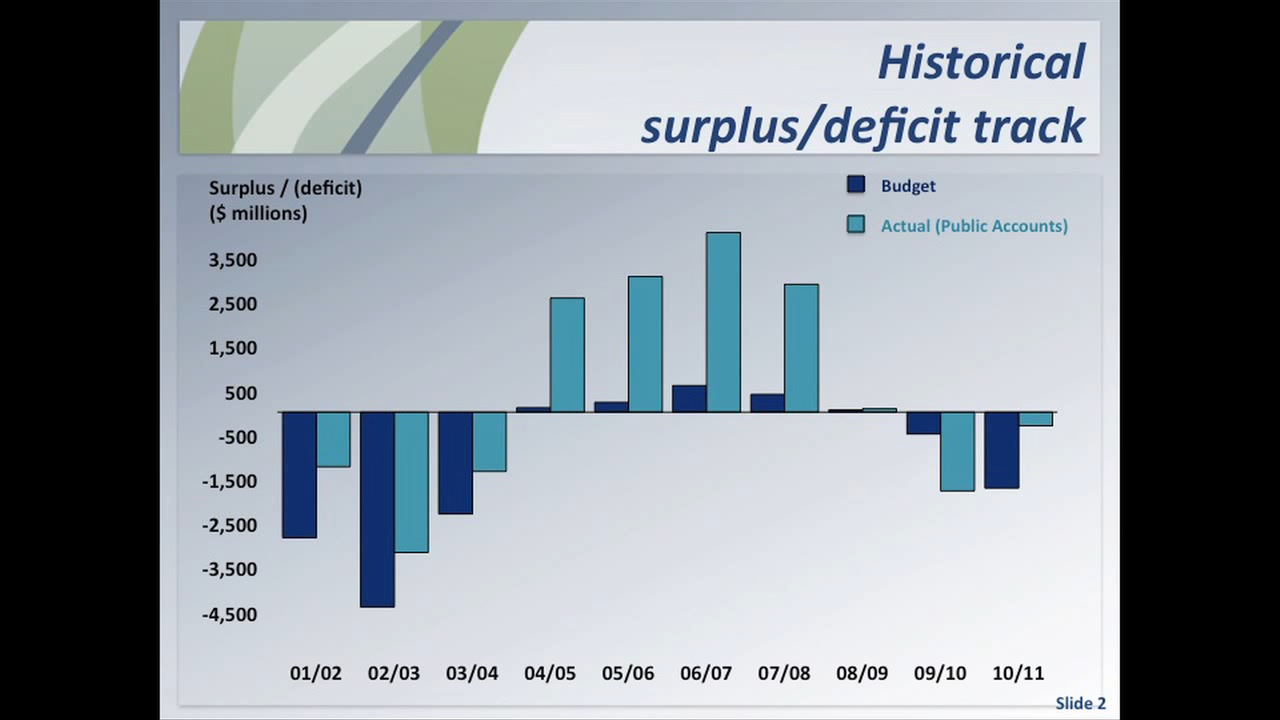 Historical
surplus/deficit track
Surplus / (deficit)
($ millions)
Budget
Actual (Public Accounts)
3,500
2,500
1,500
500
-500
-1,500
-2,500
-3,500
-4,500
01/02 02/03 03/04 04/05 05/06 06/07 07/08 08/09 09/10 10/11
Slide 2